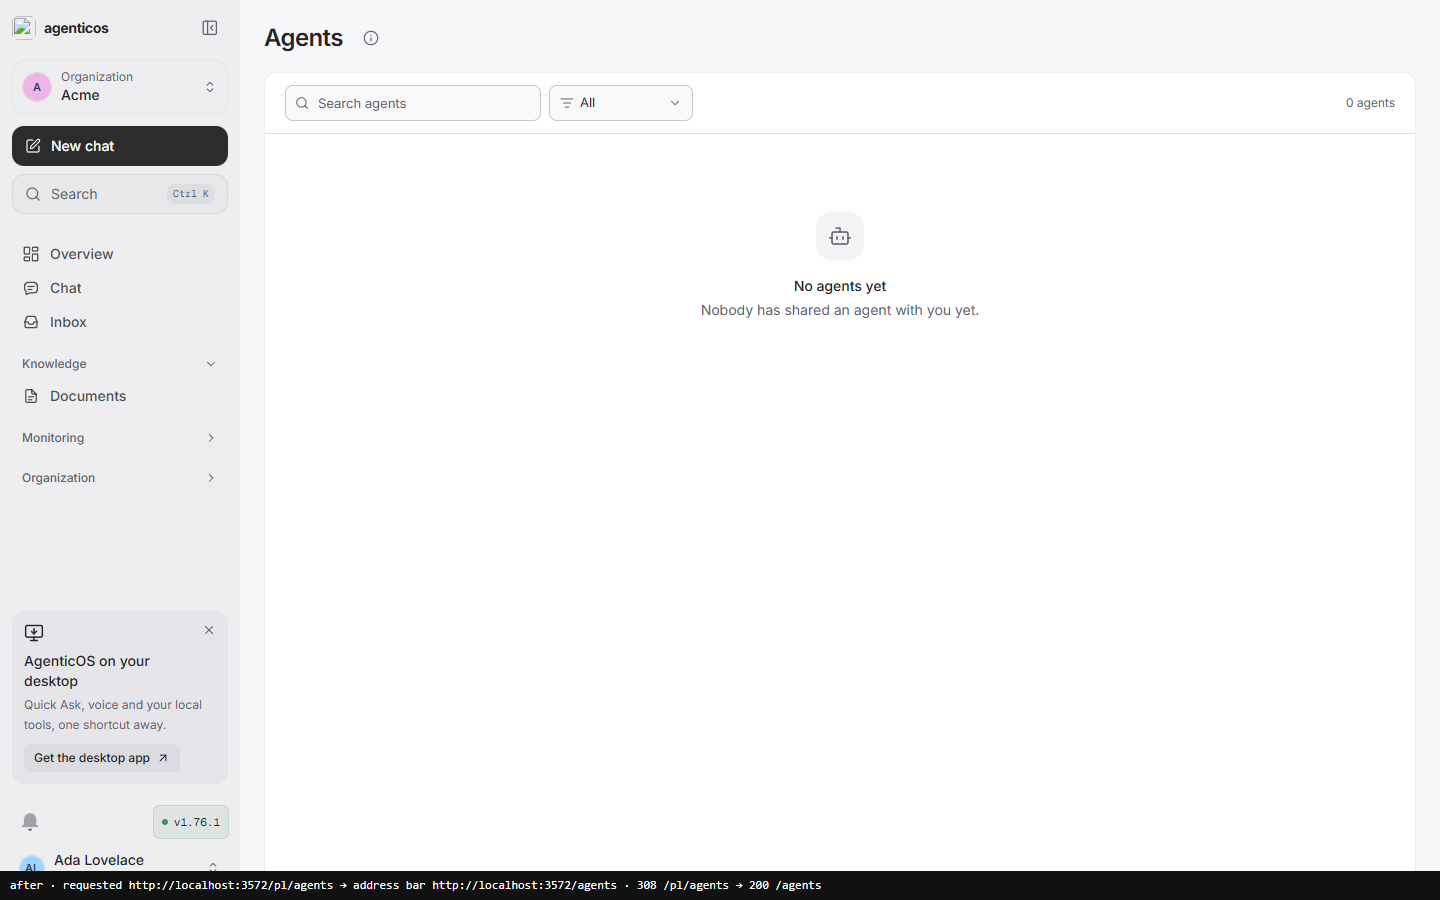 agenticos
A
Organization
Acme
New chat
Search
Ctrl K
Overview
Chat
Inbox
Knowledge
Documents
Monitoring
Organization
AgenticOS on your
desktop
Quick Ask, voice and your local
tools, one shortcut away.
Get the desktop app
v1.76.1
AL
Ada Lovelace
Agents
Search agents
All
0 agents
No agents yet
Nobody has shared an agent with you yet.
after · requested http://localhost:3572/pl/agents → address bar http://localhost:3572/agents · 308 /pl/agents → 200 /agents